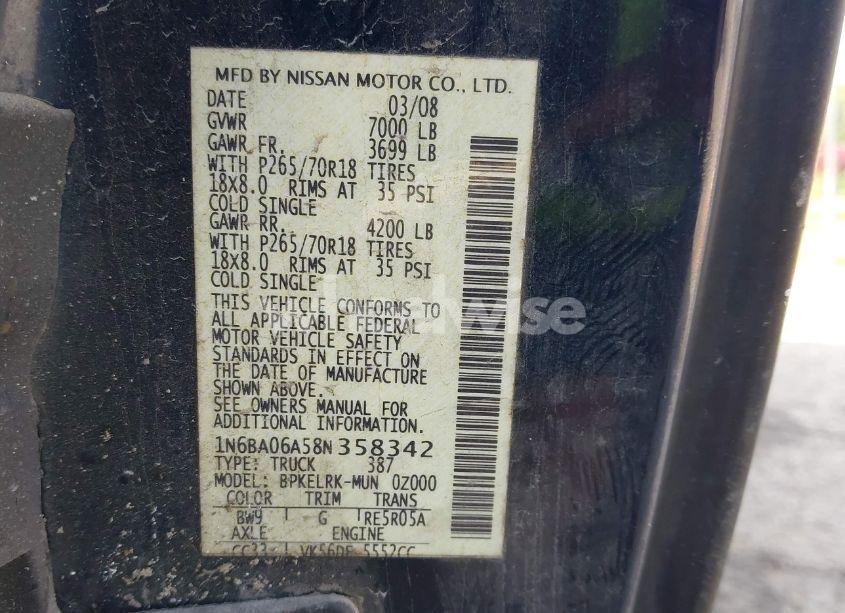 MFD BY NISSAN MOTOR CO., LTD.
DATE 03/08
GVWR 7000 LB
GAWR FR. 3699 LB
WITH P265/70R18 TIRES
18X8.0 RIMS AT 35 PSI
COLD SINGLE
GAWR RR. 4200 LB
WITH P265/70R18 TIRES
18X8.0 RIMS AT 35 PSI
COLD SINGLE
THIS VEHICLE CONFORMS TO
ALL APPLICABLE FEDERAL
MOTOR VEHICLE SAFETY
STANDARDS IN EFFECT ON
THE DATE OF MANUFACTURE
SHOWN ABOVE.
SEE OWNERS MANUAL FOR
ADDITIONAL INFORMATION.
1N6BA06A58N358342
TYPE: TRUCK 387
MODEL: BPKELRK-MUN 0Z000
COLOR TRIM TRANS
BW9 G RE5R05A
AXLE ENGINE
CC33 VK56DE 5552CC